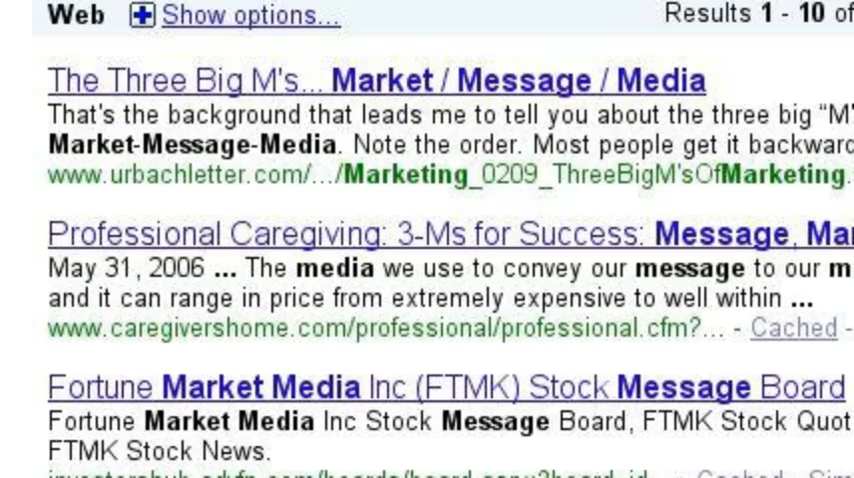 Web Show options...
Results 1 - 10 of
The Three Big M's... Market / Message / Media
That's the background that leads me to tell you about the three big “M"
Market-Message-Media. Note the order. Most people get it backward
www.urbachletter.com/.../Marketing_0209_ThreeBigM'sOfMarketing.
Professional Caregiving: 3-Ms for Success: Message, Mar
May 31, 2006 ... The media we use to convey our message to our m
and it can range in price from extremely expensive to well within ...
www.caregivershome.com/professional/professional.cfm?... - Cached -
Fortune Market Media Inc (FTMK) Stock Message Board
Fortune Market Media Inc Stock Message Board, FTMK Stock Quot
FTMK Stock News.